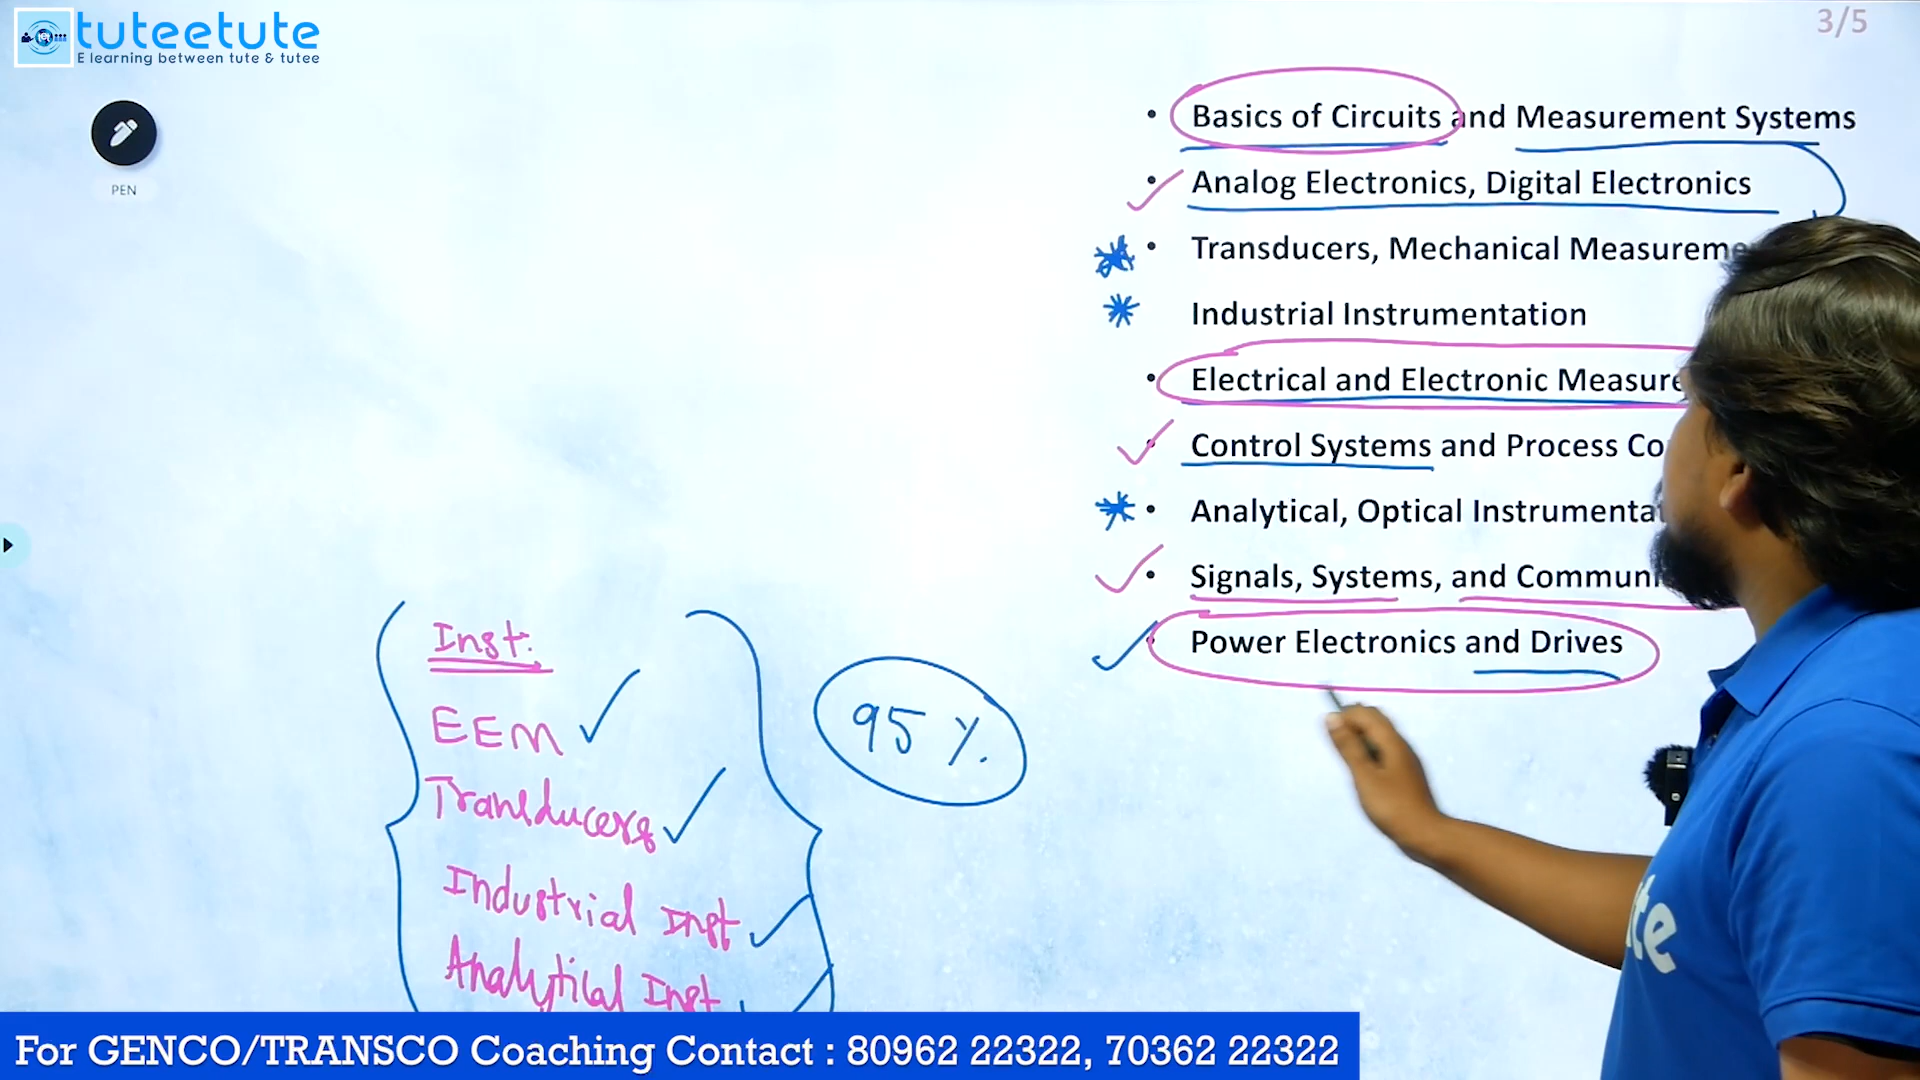 tuteetute
E learning between tute & tutee
3/5
PEN
• Basics of Circuits and Measurement Systems
• Analog Electronics, Digital Electronics
• Transducers, Mechanical Measureme
• Industrial Instrumentation
• Electrical and Electronic Measure
• Control Systems and Process Co
• Analytical, Optical Instrumenta
• Signals, Systems, and Communi
• Power Electronics and Drives
Inst.
EEM
Transducers
Industrial Inst
Analytical Inst
95 %.
te
For GENCO/TRANSCO Coaching Contact : 80962 22322, 70362 22322